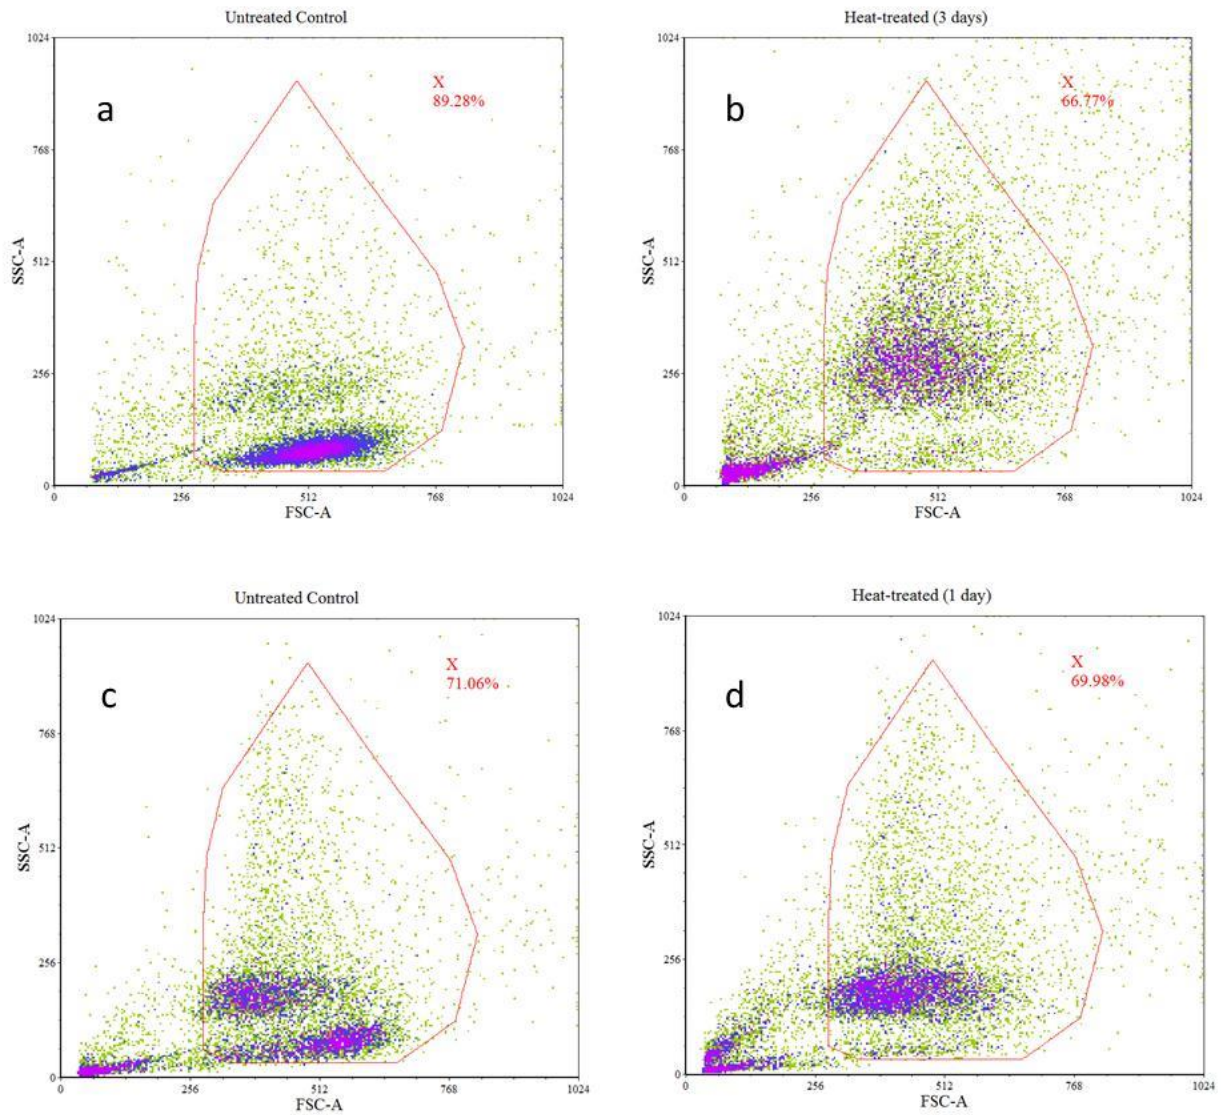 Untreated Control
1024
768
512
256
0
SSC-A
a
X
89.28%
0 256 512 768 1024
FSC-A
Heat-treated (3 days)
1024
768
512
256
0
SSC-A
b
X
66.77%
0 256 512 768 1024
FSC-A
Untreated Control
1024
768
512
256
0
SSC-A
c
X
71.06%
0 256 512 768 1024
FSC-A
Heat-treated (1 day)
1024
768
512
256
0
SSC-A
d
X
69.98%
0 256 512 768 1024
FSC-A